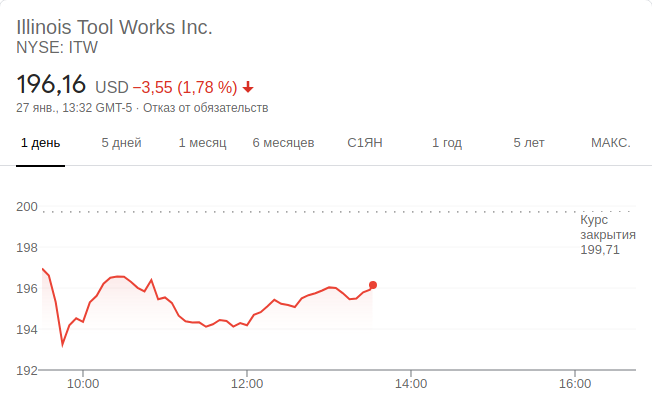 Illinois Tool Works Inc.
NYSE: ITW
196,16 USD −3,55 (1,78 %)
27 янв., 13:32 GMT-5 · Отказ от обязательств
1 день 5 дней 1 месяц 6 месяцев С1ЯН 1 год 5 лет МАКС.
200
Курс
закрытия
199,71
198
196
194
192
10:00 12:00 14:00 16:00